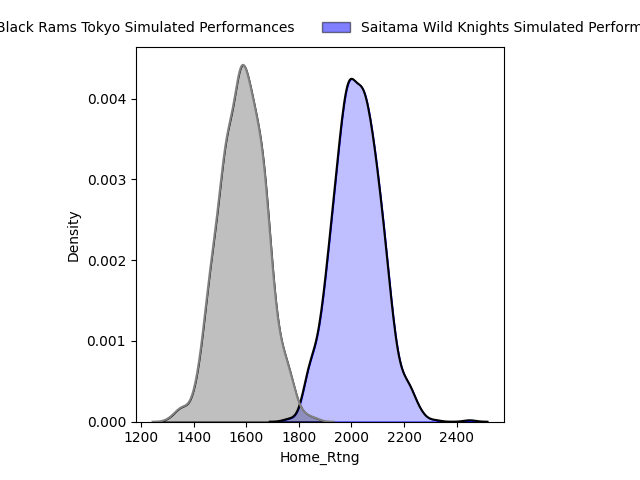 Black Rams Tokyo Simulated Performances
Saitama Wild Knights Simulated Perform
0.004
0.003
0.002
0.001
0.000
Density
1200 1400 1600 1800 2000 2200 2400
Home_Rtng